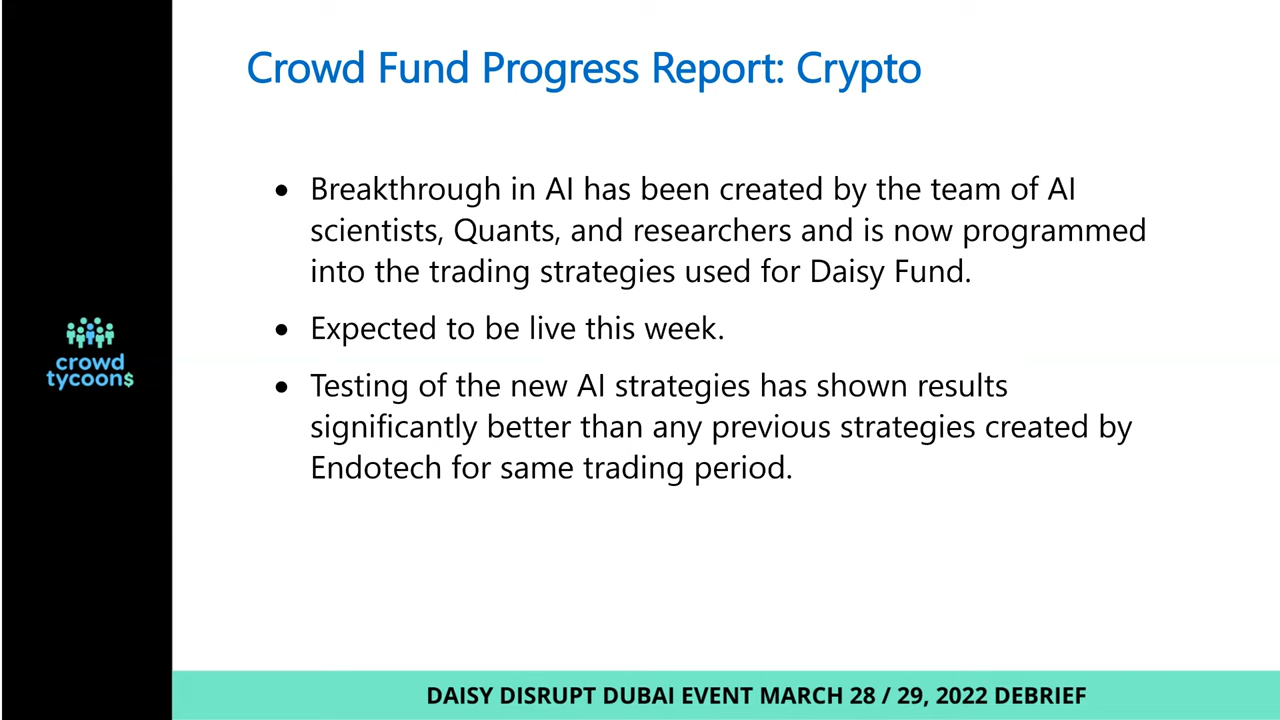 Crowd Fund Progress Report: Crypto
• Breakthrough in AI has been created by the team of AI
scientists, Quants, and researchers and is now programmed
into the trading strategies used for Daisy Fund.
• Expected to be live this week.
• Testing of the new AI strategies has shown results
significantly better than any previous strategies created by
Endotech for same trading period.
crowd
tycoon$
DAISY DISRUPT DUBAI EVENT MARCH 28 / 29, 2022 DEBRIEF